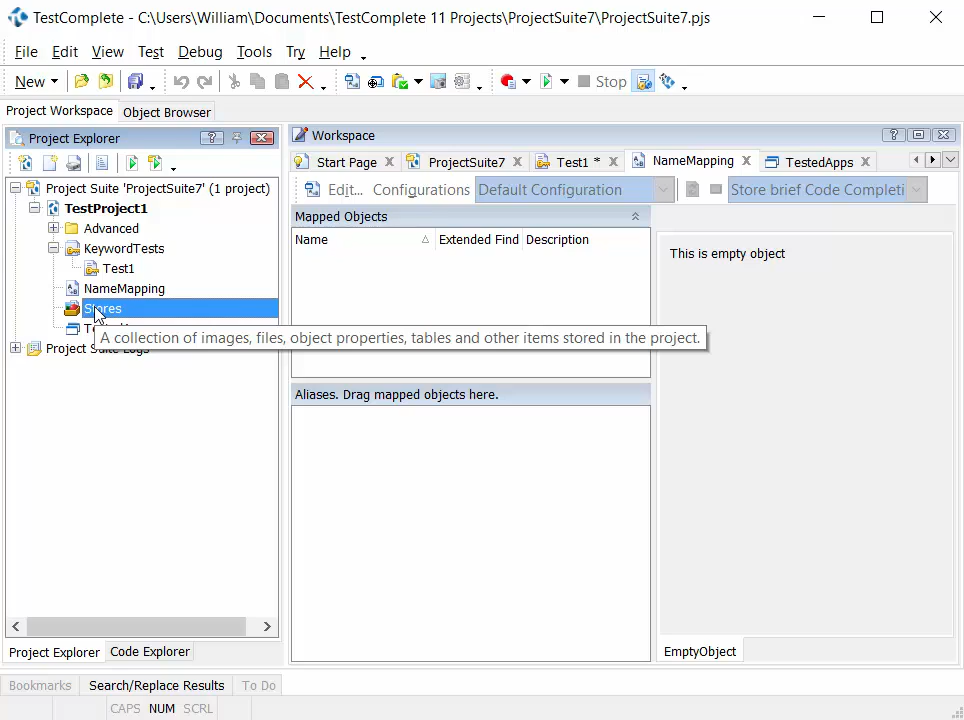 TestComplete - C:\Users\William\Documents\TestComplete 11 Projects\ProjectSuite7\ProjectSuite7.pjs
File Edit View Test Debug Tools Try Help
New Stop
Project Workspace Object Browser
Project Explorer
Workspace
Start Page ProjectSuite7 Test1 * NameMapping TestedApps
Edit... Configurations Default Configuration Store brief Code Completi
Project Suite 'ProjectSuite7' (1 project)
TestProject1
Advanced
KeywordTests
Test1
NameMapping
Stores
Project Suite Logs
A collection of images, files, object properties, tables and other items stored in the project.
Mapped Objects
Name Extended Find Description
This is empty object
Aliases. Drag mapped objects here.
EmptyObject
Project Explorer Code Explorer
Bookmarks Search/Replace Results To Do
CAPS NUM SCRL